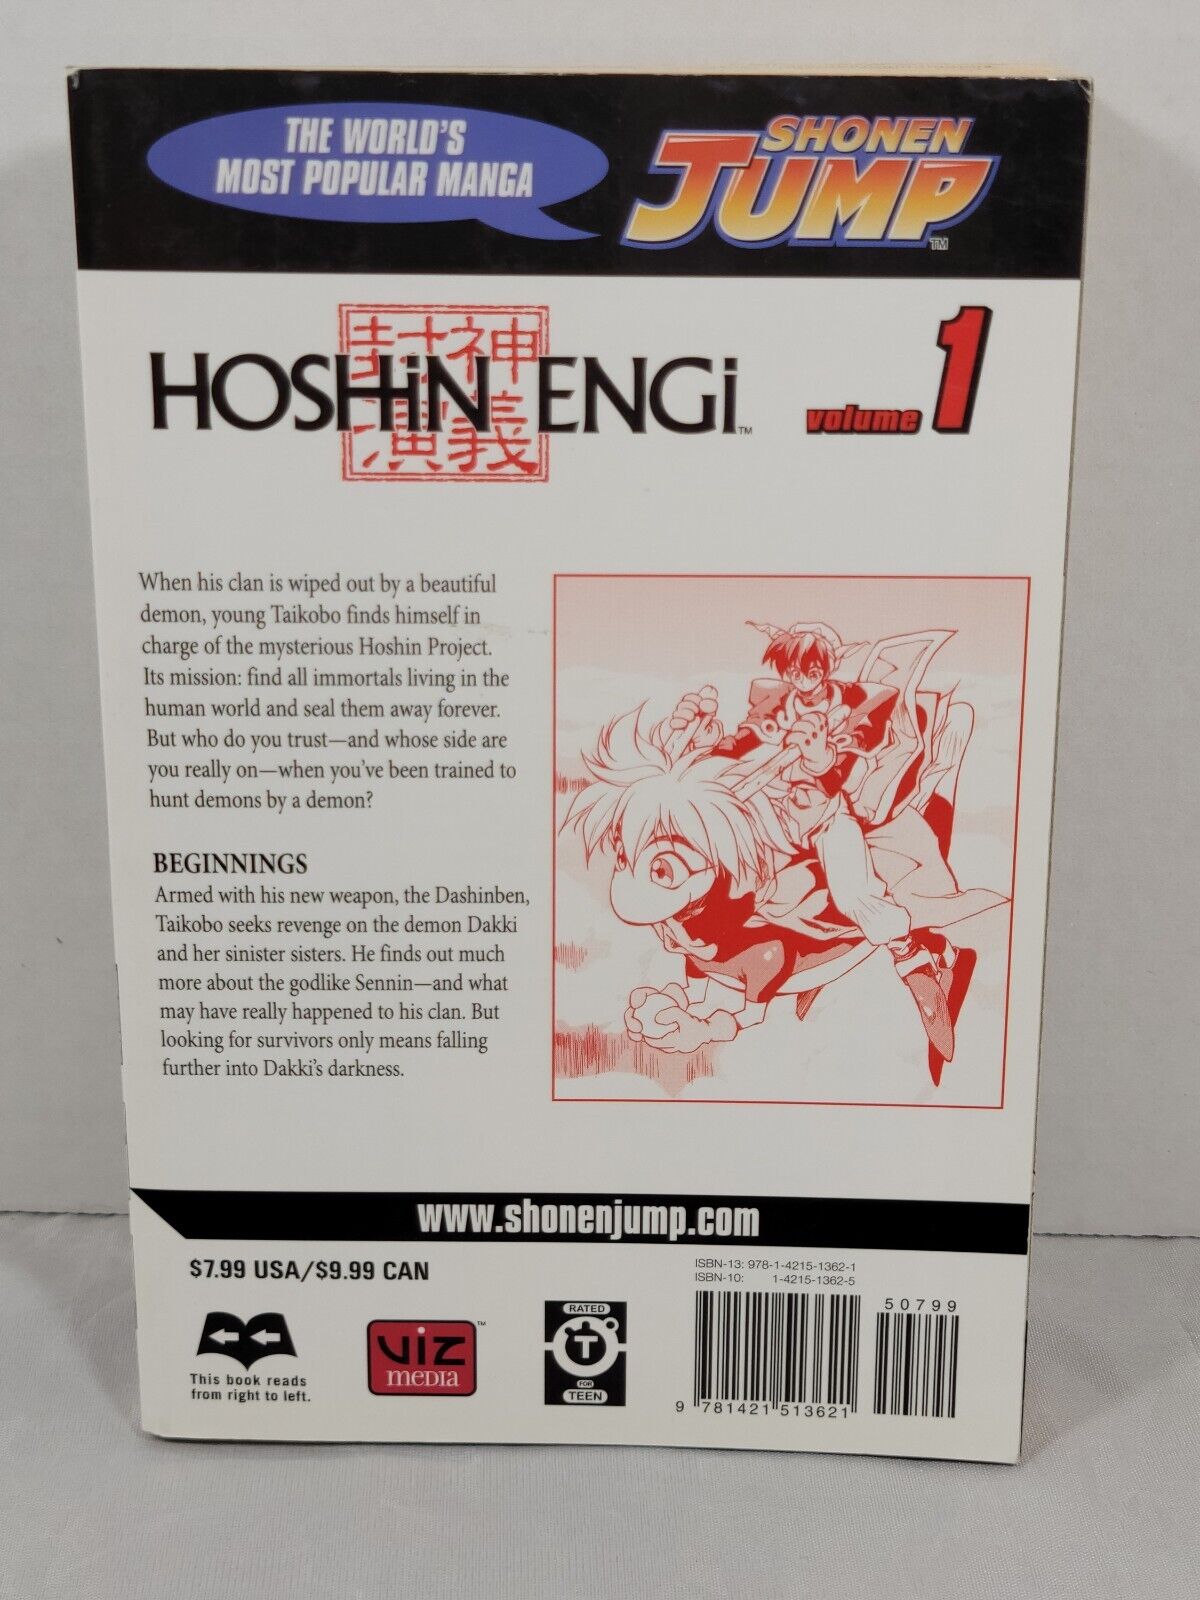 THE WORLD'S
MOST POPULAR MANGA
SHONEN
JUMP
TM
封神
演義
HOSHiN ENGi
TM
volume 1
When his clan is wiped out by a beautiful
demon, young Taikobo finds himself in
charge of the mysterious Hoshin Project.
Its mission: find all immortals living in the
human world and seal them away forever.
But who do you trust—and whose side are
you really on—when you've been trained to
hunt demons by a demon?
BEGINNINGS
Armed with his new weapon, the Dashinben,
Taikobo seeks revenge on the demon Dakki
and her sinister sisters. He finds out much
more about the godlike Sennin—and what
may have really happened to his clan. But
looking for survivors only means falling
further into Dakki's darkness.
www.shonenjump.com
$7.99 USA/$9.99 CAN
This book reads
from right to left.
viz
media
TM
RATED
T
FOR
TEEN
ISBN-13: 978-1-4215-1362-1
ISBN-10: 1-4215-1362-5
50799
9 781421 513621